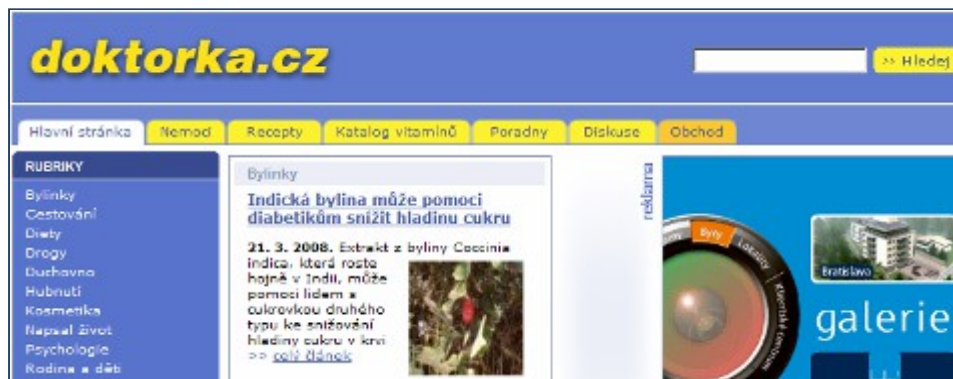 doktorka.cz
>> Hledej
Hlavní stránka
Nemoci
Recepty
Katalog vitamínů
Poradny
Diskuse
Obchod
RUBRIKY
Bylinky
Cestování
Diety
Drogy
Duchovno
Hubnutí
Kosmetika
Napsal život
Psychologie
Rodina a děti
Bylinky
Indická bylina může pomoci
diabetikům snížit hladinu cukru
21. 3. 2008. Extrakt z byliny Coccinia
indica, která roste
hojně v Indii, může
pomoci lidem s
cukrovkou druhého
typu ke snižování
hladiny cukru v krvi
>> celý článek
reklama
Byty
Lokality
Klientské centrum
Bratislava
galerie